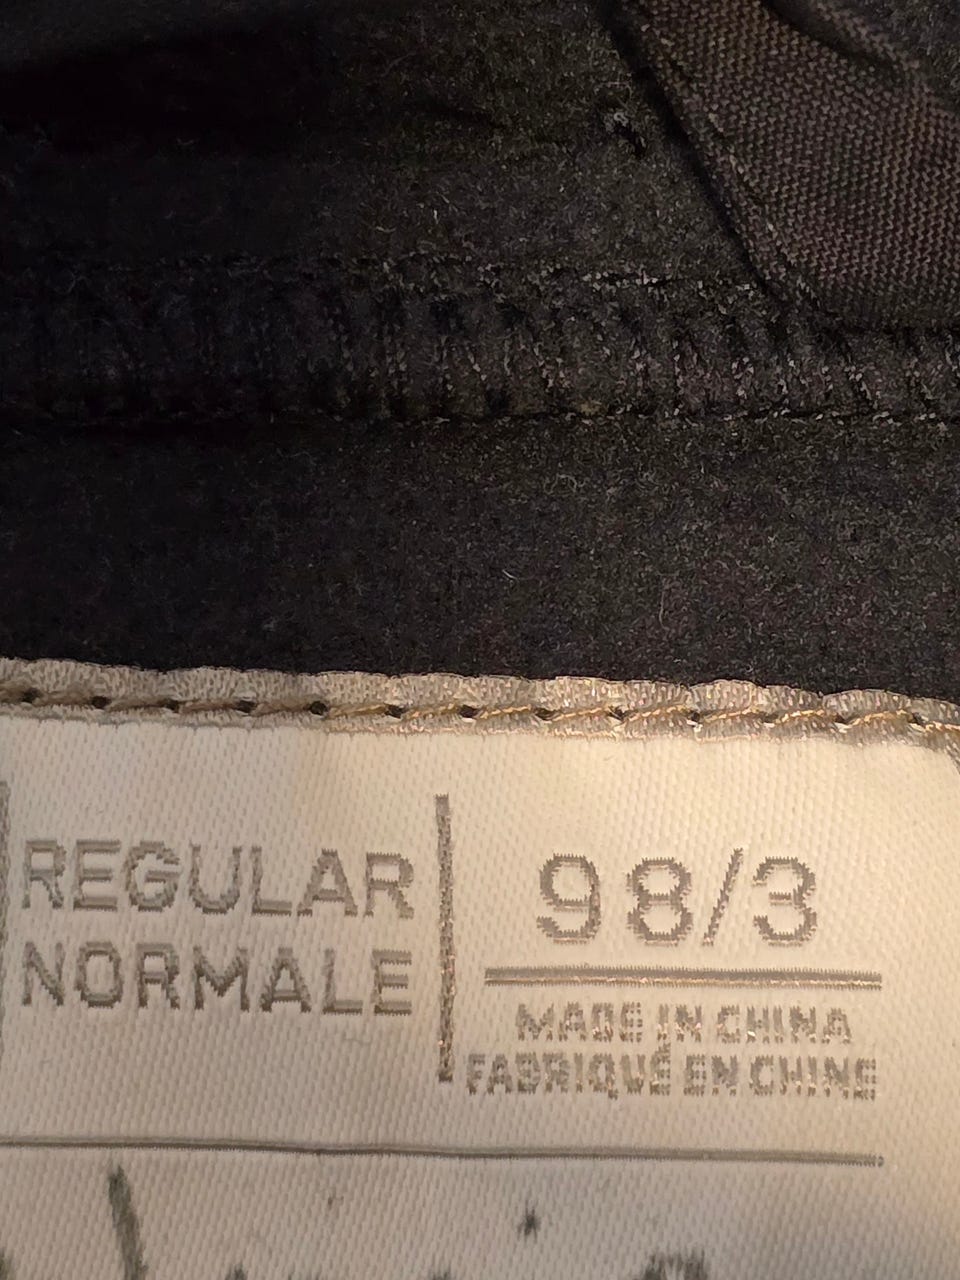 REGULAR
NORMALE
98/3
MADE IN CHINA
FABRIQUÉ EN CHINE